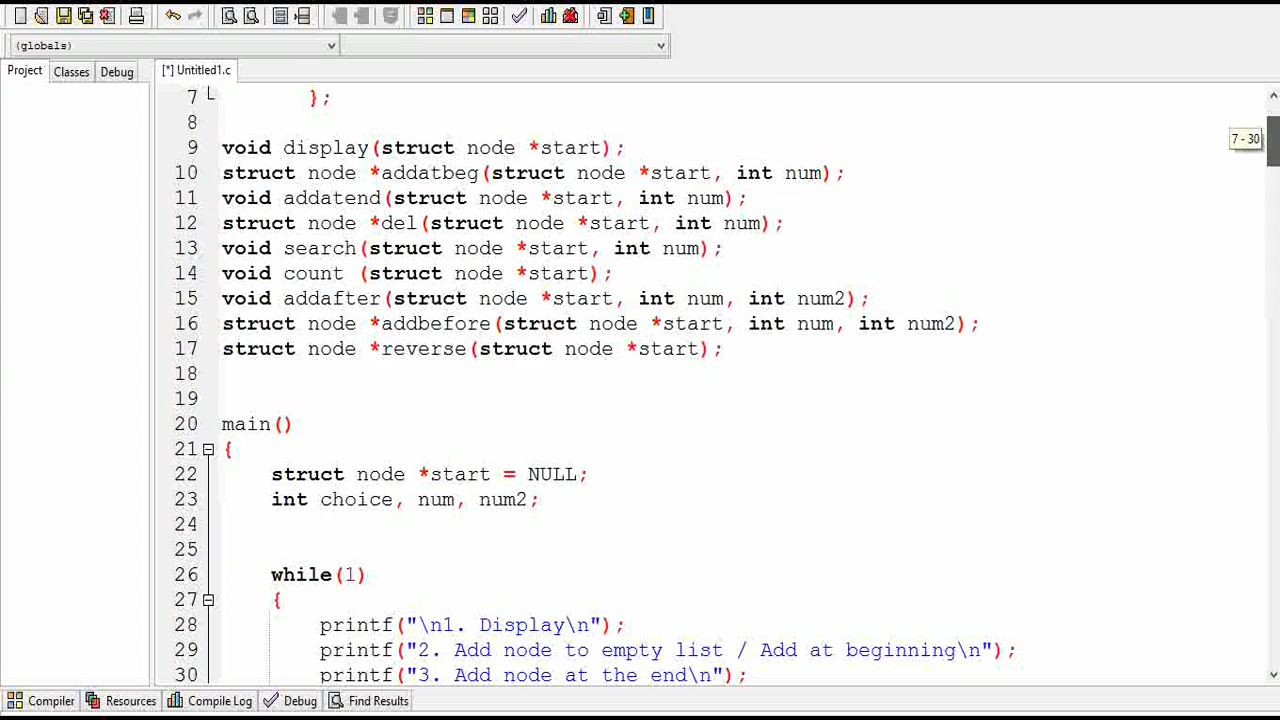 (globals)
Project Classes Debug [*] Untitled1.c
7 };
8
9 void display(struct node *start);
10 struct node *addatbeg(struct node *start, int num);
11 void addatend(struct node *start, int num);
12 struct node *del(struct node *start, int num);
13 void search(struct node *start, int num);
14 void count (struct node *start);
15 void addafter(struct node *start, int num, int num2);
16 struct node *addbefore(struct node *start, int num, int num2);
17 struct node *reverse(struct node *start);
18
19
20 main()
21 {
22 struct node *start = NULL;
23 int choice, num, num2;
24
25
26 while(1)
27 {
28 printf("\n1. Display\n");
29 printf("2. Add node to empty list / Add at beginning\n");
30 printf("3. Add node at the end\n");
7 - 30
Compiler Resources Compile Log Debug Find Results